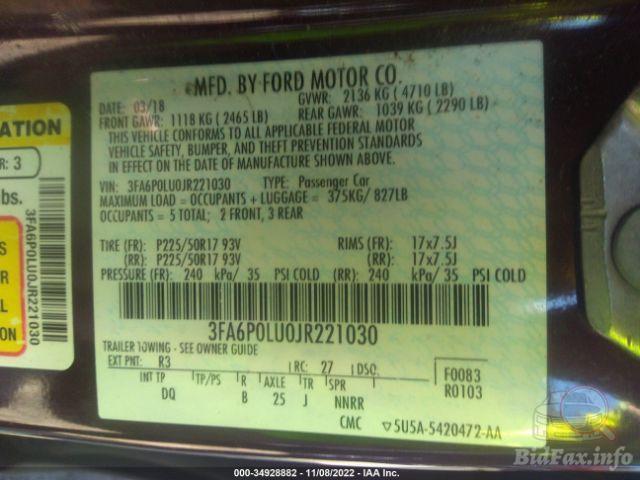 MFD. BY FORD MOTOR CO.
DATE: 03/18 GVWR: 2136 KG ( 4710 LB)
FRONT GAWR: 1118 KG ( 2465 LB) REAR GAWR: 1039 KG ( 2290 LB)
THIS VEHICLE CONFORMS TO ALL APPLICABLE FEDERAL MOTOR
VEHICLE SAFETY, BUMPER, AND THEFT PREVENTION STANDARDS
IN EFFECT ON THE DATE OF MANUFACTURE SHOWN ABOVE.
VIN: 3FA6P0LU0JR221030 TYPE: Passenger Car
MAXIMUM LOAD = OCCUPANTS + LUGGAGE = 375KG/ 827LB
OCCUPANTS = 5 TOTAL; 2 FRONT, 3 REAR
TIRE (FR): P225/50R17 93V RIMS (FR): 17x7.5J
(RR): P225/50R17 93V (RR): 17x7.5J
PRESSURE (FR): 240 kPa/ 35 PSI COLD (RR): 240 kPa/ 35 PSI COLD
3FA6P0LU0JR221030
TRAILER TOWING - SEE OWNER GUIDE
EXT PNT: R3 RC: 27 DSO:
F0083
R0103
INT TP TP/PS R AXLE TR SPR
DQ B 25 J NNRR
CMC ▽5U5A-5420472-AA
ATION
R: 3
bs.
S
ER
L
ION
3FA6P0LU0JR221030
000-34928882 - 11/08/2022 - IAA Inc.
BidFax.info